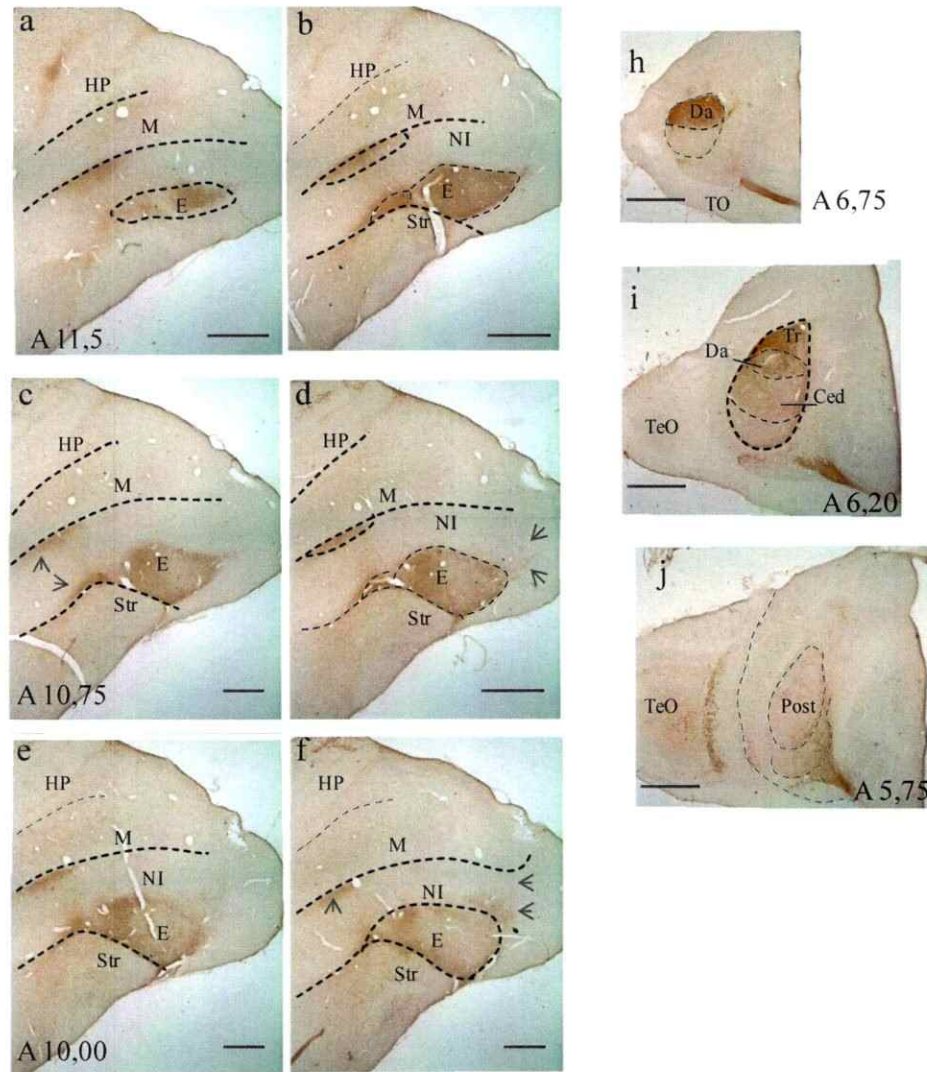 a
HP
M
E
A 11,5
b
HP
M
NI
E
Str
c
HP
M
E
Str
A 10,75
d
HP
M
NI
E
Str
e
HP
M
NI
E
Str
A 10,00
f
HP
M
NI
E
Str
h
Da
TO
A 6,75
i
Tr
Da
Ced
TeO
A 6,20
j
TeO
Post
A 5,75